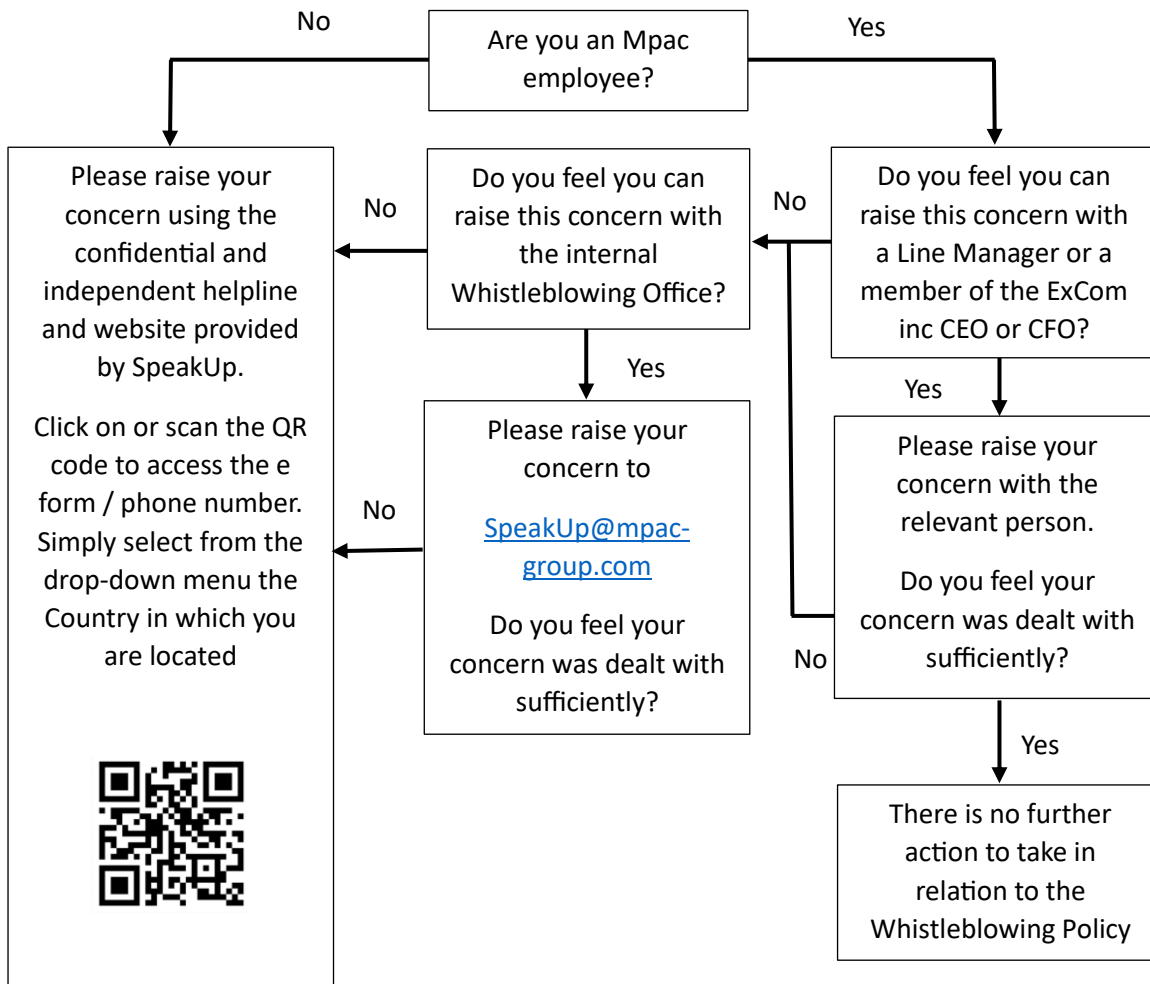 No
Are you an Mpac
employee?
Yes
Please raise your
concern using the
confidential and
independent helpline
and website provided
by SpeakUp.
Click on or scan the QR
code to access the e
form / phone number.
Simply select from the
drop-down menu the
Country in which you
are located
No
Do you feel you can
raise this concern with
the internal
Whistleblowing Office?
No
Do you feel you can
raise this concern with
a Line Manager or a
member of the ExCom
inc CEO or CFO?
Yes
Yes
No
Please raise your
concern to
SpeakUp@mpac-
group.com
Do you feel your
concern was dealt with
sufficiently?
No
Please raise your
concern with the
relevant person.
Do you feel your
concern was dealt with
sufficiently?
Yes
There is no further
action to take in
relation to the
Whistleblowing Policy